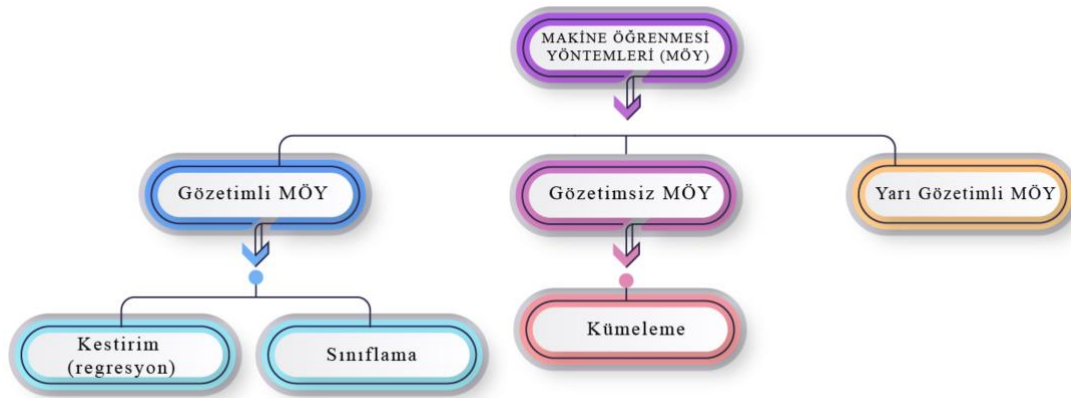 MAKİNE ÖĞRENMESİ
YÖNTEMLERİ (MÖY)
Gözetimli MÖY
Gözetimsiz MÖY
Yarı Gözetimli MÖY
Kestirim
(regresyon)
Sınıflama
Kümeleme